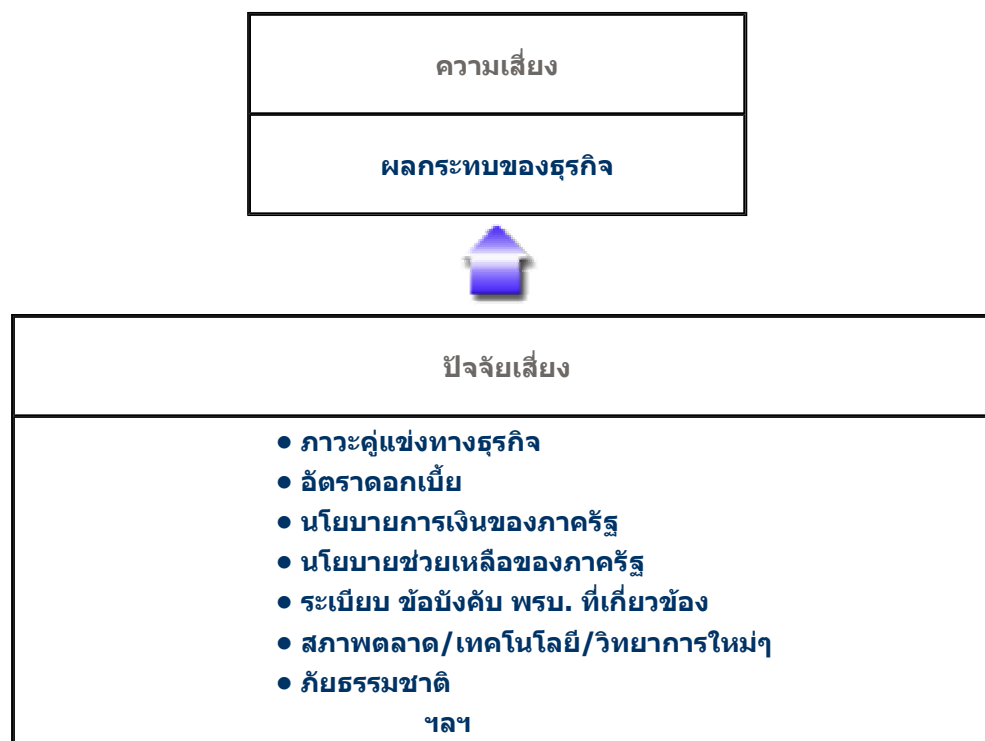 ความเสี่ยง
ผลกระทบของธุรกิจ
ปัจจัยเสี่ยง
● ภาวะคู่แข่งทางธุรกิจ
● อัตราดอกเบี้ย
● นโยบายการเงินของภาครัฐ
● นโยบายช่วยเหลือของภาครัฐ
● ระเบียบ ข้อบังคับ พรบ. ที่เกี่ยวข้อง
● สภาพตลาด/เทคโนโลยี/วิทยาการใหม่ๆ
● ภัยธรรมชาติ
ฯลฯ